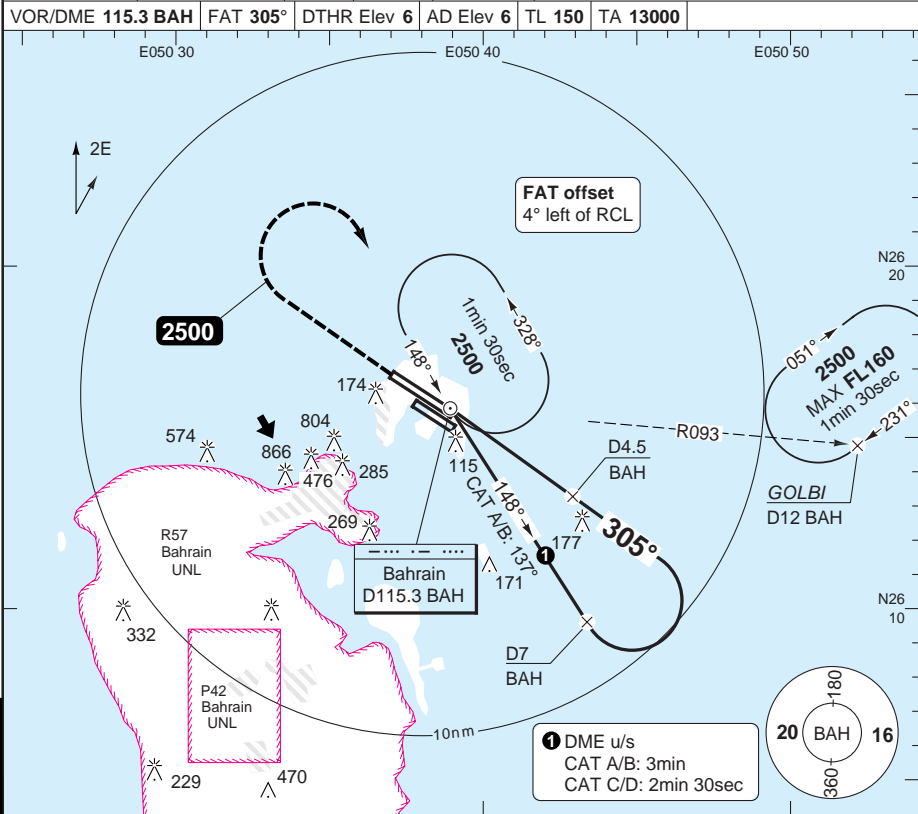 VOR/DME 115.3 BAH FAT 305° DTHR Elev 6 AD Elev 6 TL 150 TA 13000
E050 30
E050 40
E050 50
2E
FAT offset
4° left of RCL
N26
20
2500
1min 30sec
2500
328°
148°
051°
2500
MAX FL160
1min 30sec
231°
R093
174
804
574
866
476
285
115
D4.5
BAH
GOLBI
D12 BAH
148°
CAT A/B: 137°
269
177
305°
R57
Bahrain
UNL
Bahrain
D115.3 BAH
1
171
N26
10
332
D7
BAH
P42
Bahrain
UNL
10nm
229
470
1 DME u/s
CAT A/B: 3min
CAT C/D: 2min 30sec
180
20 BAH 16
360